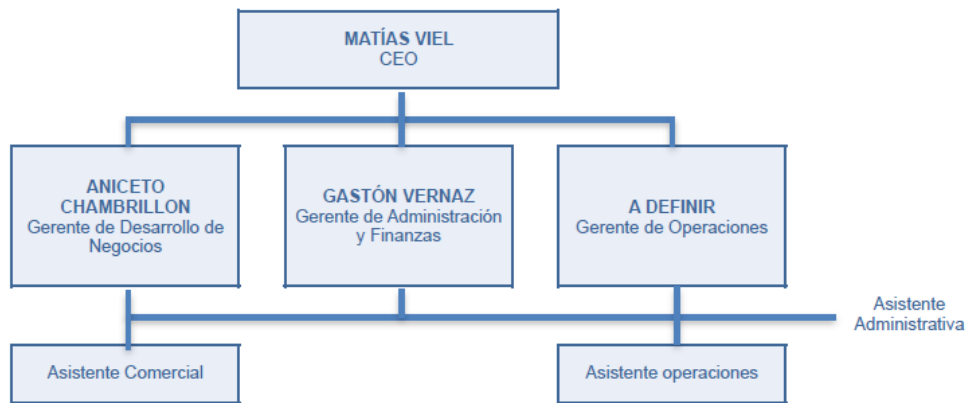 MATÍAS VIEL
CEO
ANICETO
CHAMBRILLON
Gerente de Desarrollo de
Negocios
GASTÓN VERNAZ
Gerente de Administración
y Finanzas
A DEFINIR
Gerente de Operaciones
Asistente
Administrativa
Asistente Comercial
Asistente operaciones